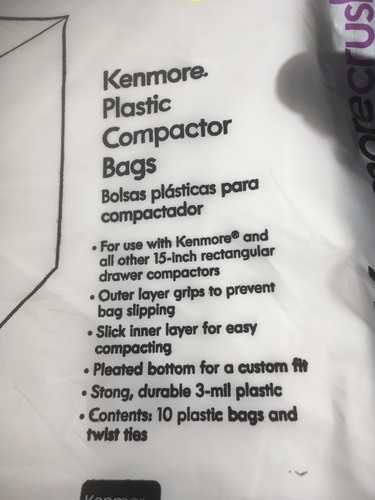 Kenmore.
Plastic
Compactor
Bags
Bolsas plásticas para
compactador
• For use with Kenmore® and
all other 15-inch rectangular
drawer compactors
• Outer layer grips to prevent
bag slipping
• Slick inner layer for easy
compacting
• Pleated bottom for a custom fit
• Stong, durable 3-mil plastic
• Contents: 10 plastic bags and
twist ties